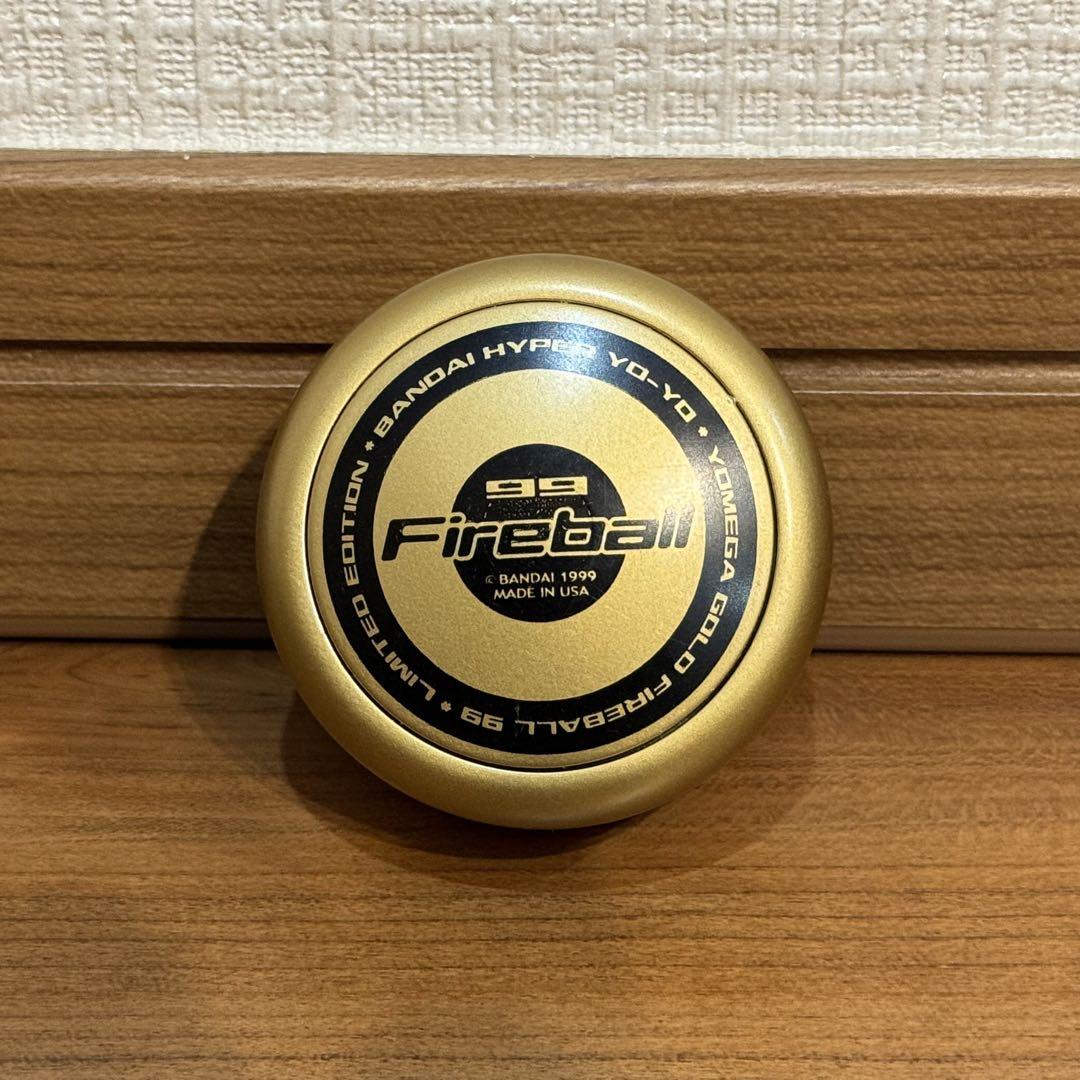 * BANDAI HYPER YO-YO * YOMEGA GOLD FIREBALL 99 * LIMITED EDITION
99
Fireball
© BANDAI 1999
MADE IN USA